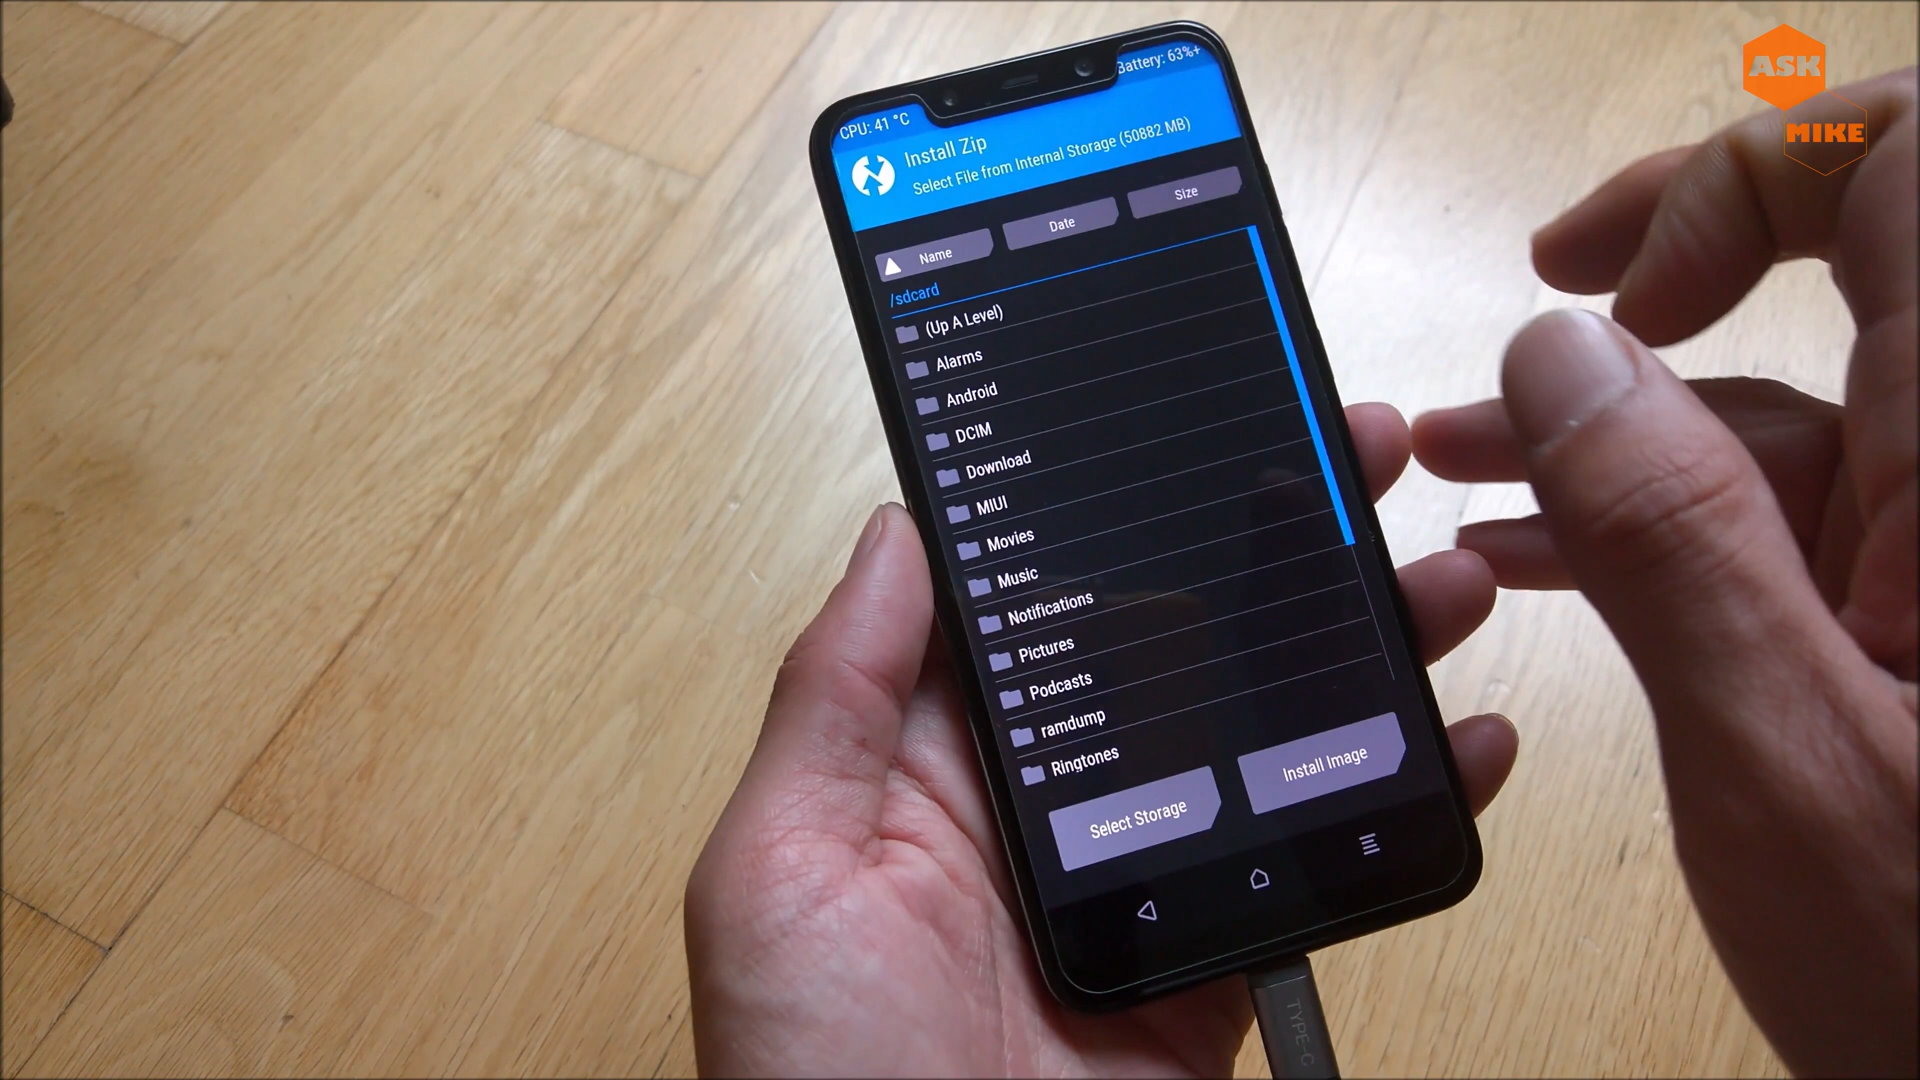 ASK
MIKE
CPU: 41 °C
Battery: 63%+
Install Zip
Select File from Internal Storage (50882 MB)
Name
Date
Size
/sdcard
(Up A Level)
Alarms
Android
DCIM
Download
MIUI
Movies
Music
Notifications
Pictures
Podcasts
ramdump
Ringtones
Select Storage
Install Image
TYPE-C